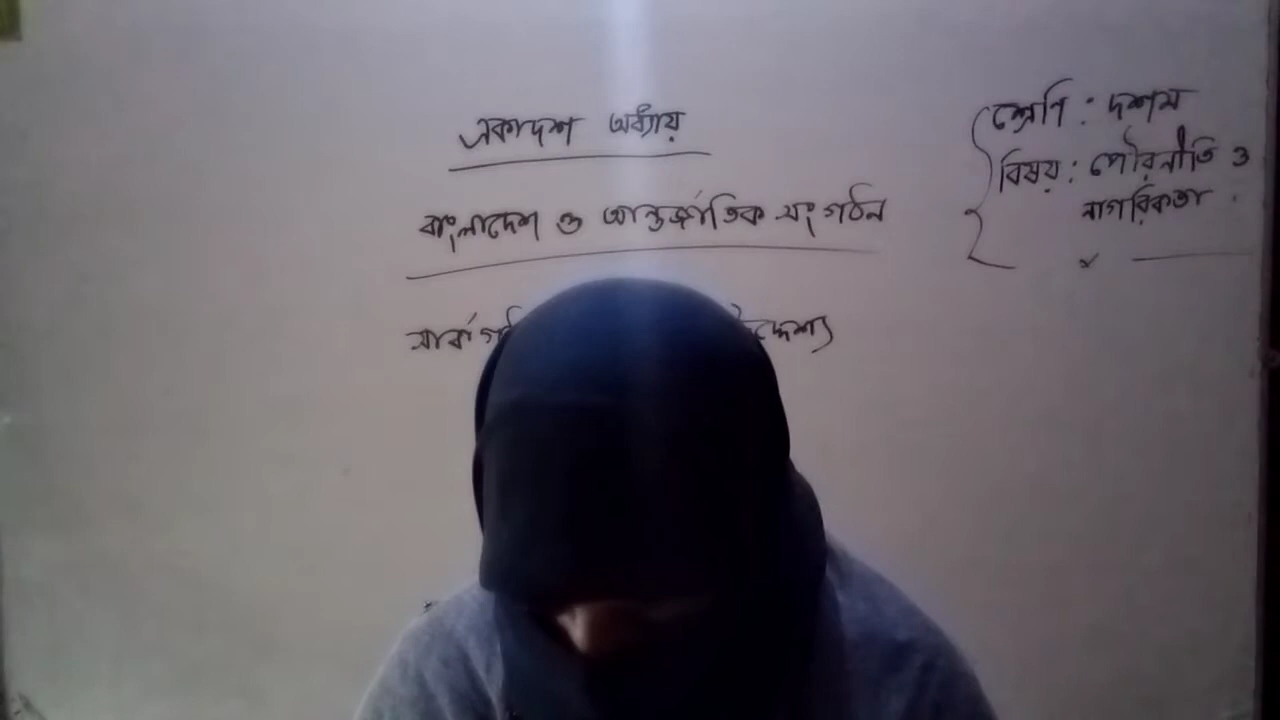 একাদশ অধ্যায়
বাংলাদেশ ও আন্তর্জাতিক সংগঠন
সার্ক
শ্রেণি : দশম
বিষয় : পৌরনীতি ও
নাগরিকতা